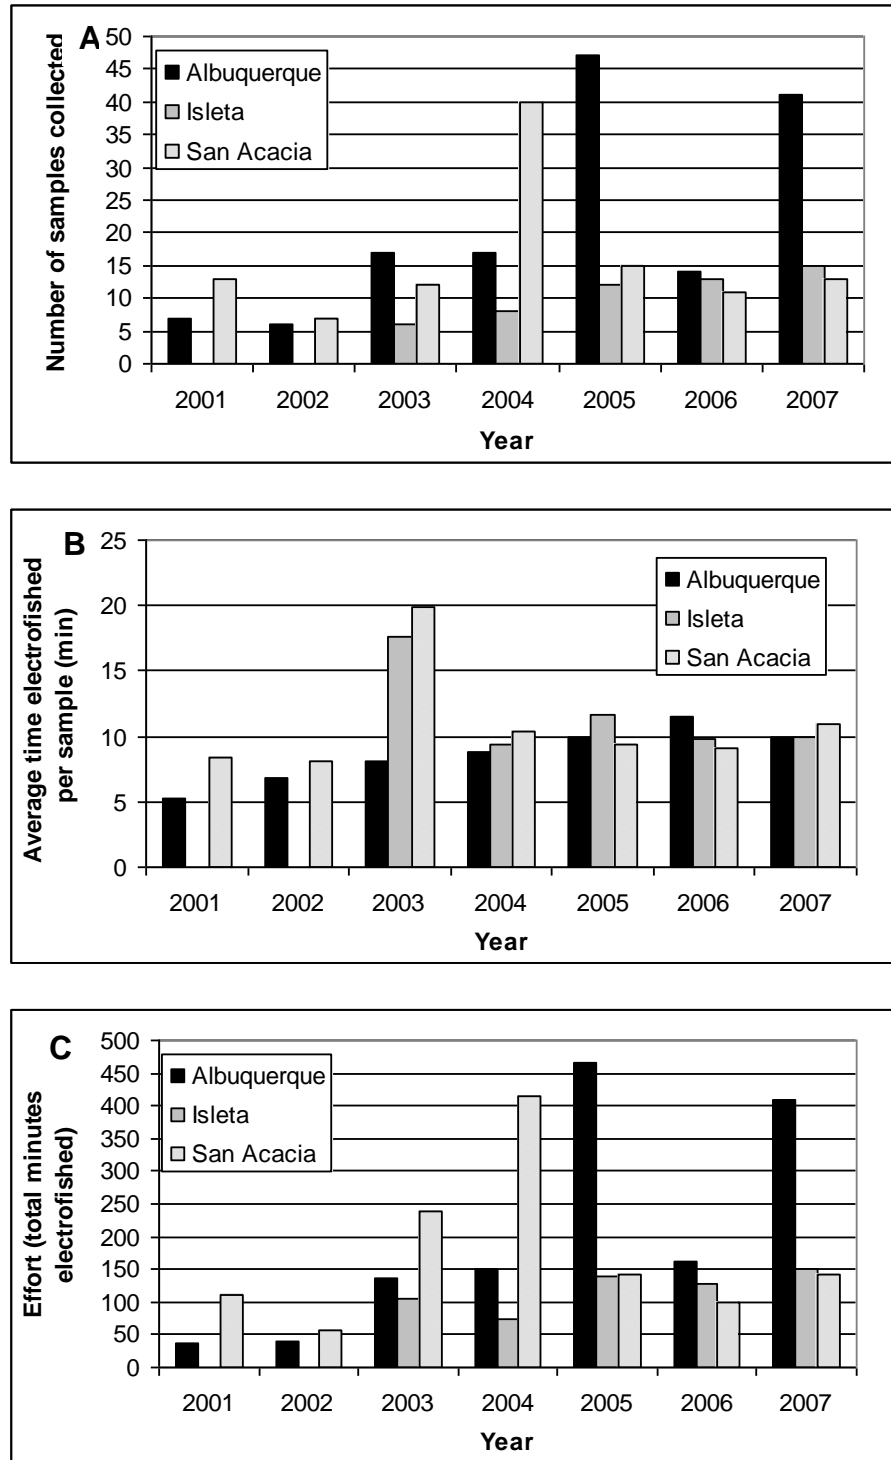 A
50
45
40
35
30
25
20
15
10
5
0
Number of samples collected
Albuquerque
Isleta
San Acacia
2001 2002 2003 2004 2005 2006 2007
Year
B
25
20
15
10
5
0
Average time electrofished
per sample (min)
Albuquerque
Isleta
San Acacia
2001 2002 2003 2004 2005 2006 2007
Year
C
500
450
400
350
300
250
200
150
100
50
0
Effort (total minutes
electrofished)
Albuquerque
Isleta
San Acacia
2001 2002 2003 2004 2005 2006 2007
Year